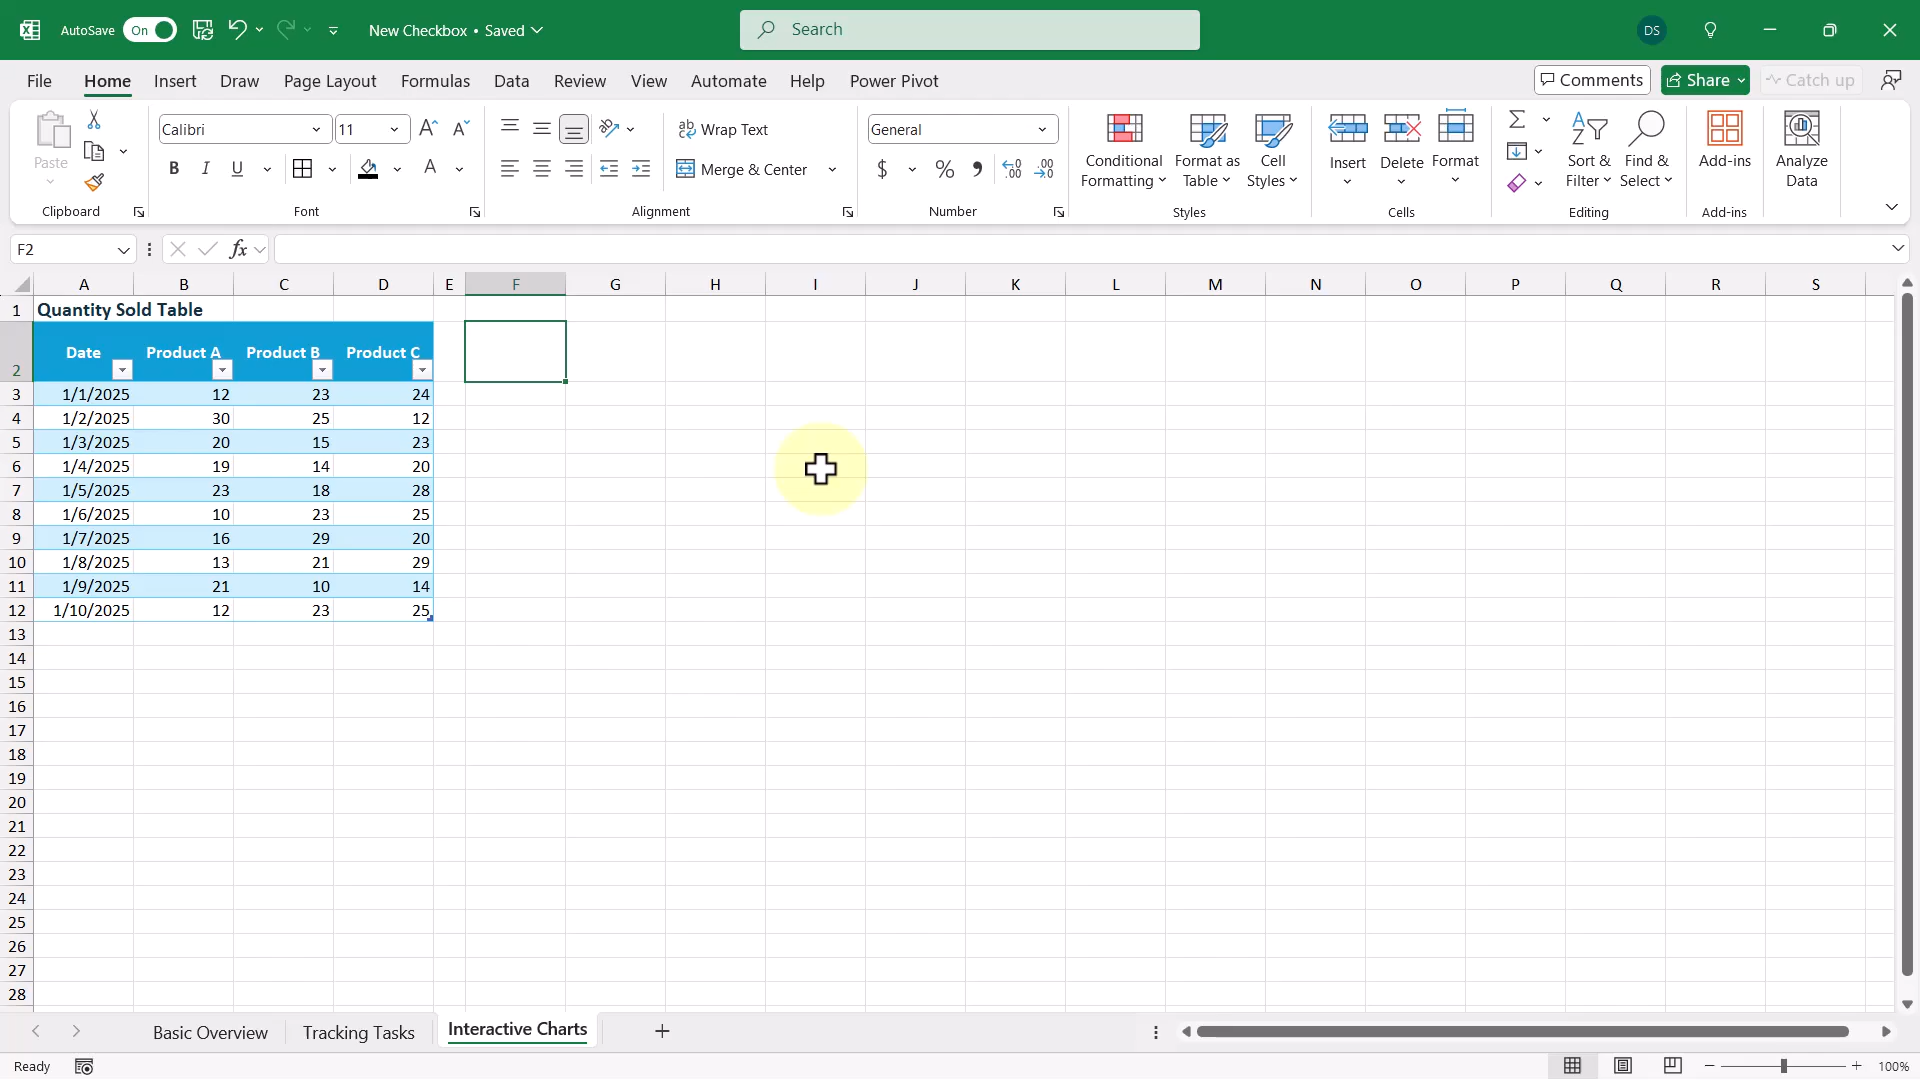 AutoSave On New Checkbox • Saved Search DS
File Home Insert Draw Page Layout Formulas Data Review View Automate Help Power Pivot Comments Share Catch up
Paste Calibri 11 A A ab Wrap Text General Conditional Formatting Format as Table Cell Styles Insert Delete Format Sort & Filter Find & Select Add-ins Analyze Data
B I U A Merge & Center $ % 9 .00 .00
Clipboard Font Alignment Number Styles Cells Editing Add-ins
F2 fx
A B C D E F G H I J K L M N O P Q R S
1 Quantity Sold Table
2 Date Product A Product B Product C
3 1/1/2025 12 23 24
4 1/2/2025 30 25 12
5 1/3/2025 20 15 23
6 1/4/2025 19 14 20
7 1/5/2025 23 18 28
8 1/6/2025 10 23 25
9 1/7/2025 16 29 20
10 1/8/2025 13 21 29
11 1/9/2025 21 10 14
12 1/10/2025 12 23 25
13
14
15
16
17
18
19
20
21
22
23
24
25
26
27
28
Basic Overview Tracking Tasks Interactive Charts +
Ready 100%